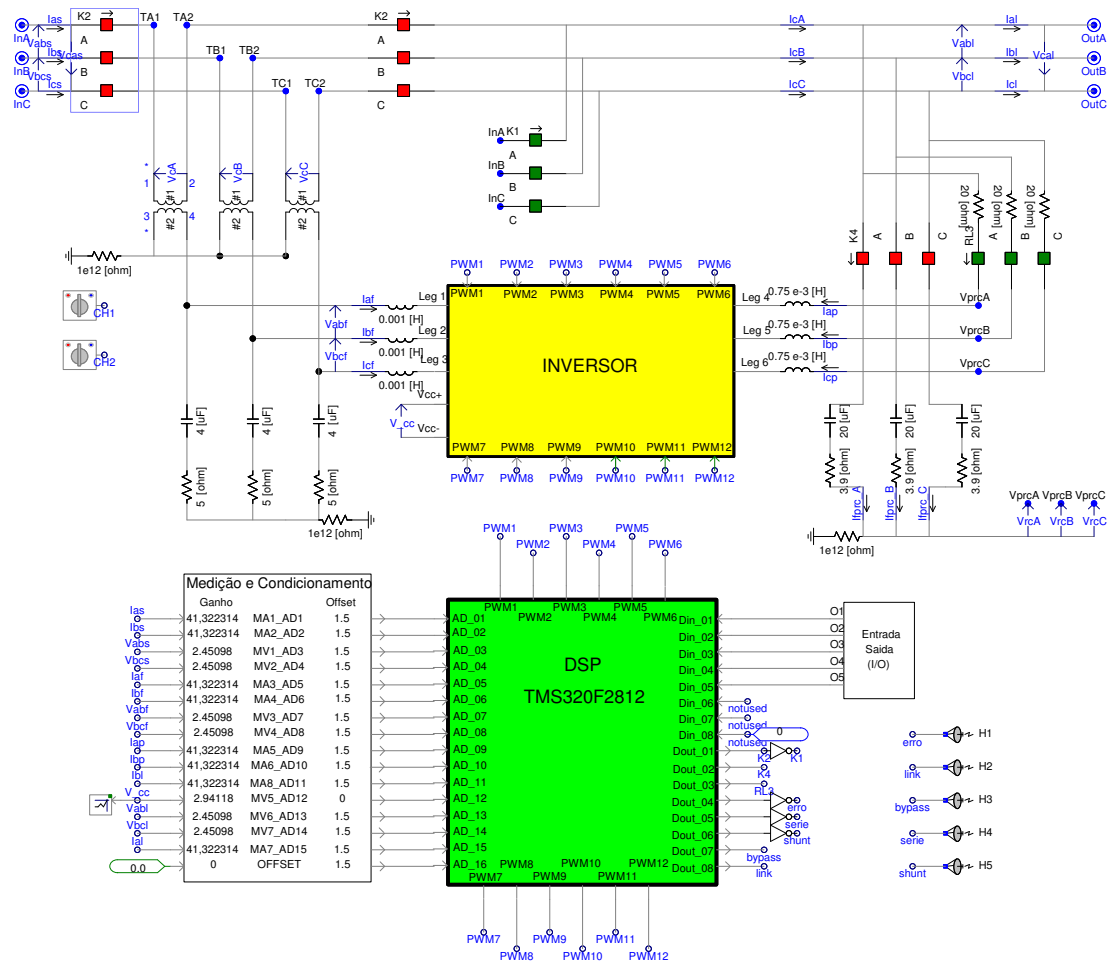 Ias K2 TA1 TA2 K2 IcA Ial
InA A A OutA
Vabs Vabl
Ibs TB1 TB2 IcB Ibl Vcal
InB Vcas B B OutB
Vbcs Vbcl
Ics TC1 TC2 IcC Icl
InC C C OutC
InA K1
A
InB
B
InC
C
* VcA VcB VcC
1 2 #1 #1 #1
3 4 #2 #2 #2
*
20 [ohm] 20 [ohm] 20 [ohm]
K4 A B C RL3 A B C
1e12 [ohm]
PWM1 PWM2 PWM3 PWM4 PWM5 PWM6
PWM1 PWM2 PWM3 PWM4 PWM5 PWM6
CH1
CH2
Iaf Leg 1 Leg 4 0.75 e-3 [H] VprcA
Vabf 0.001 [H] Iap
Ibf Leg 2 Leg 5 0.75 e-3 [H] VprcB
Vbcf 0.001 [H] Ibp
Icf Leg 3 Leg 6 0.75 e-3 [H] VprcC
0.001 [H] Icp
INVERSOR
Vcc+
V_cc
Vcc-
4 [uF] 4 [uF] 4 [uF]
20 [uF] 20 [uF] 20 [uF]
PWM7 PWM8 PWM9 PWM10 PWM11 PWM12
PWM7 PWM8 PWM9 PWM10 PWM11 PWM12
5 [ohm] 5 [ohm] 5 [ohm]
3.9 [ohm] 3.9 [ohm] 3.9 [ohm]
Ifprc_A Ifprc_B Ifprc_C
VprcA VprcB VprcC
VrcA VrcB VrcC
1e12 [ohm]
1e12 [ohm]
PWM1 PWM3 PWM5
PWM2 PWM4 PWM6
Medição e Condicionamento
Ganho Offset
Ias 41,322314 MA1_AD1 1.5
Ibs 41,322314 MA2_AD2 1.5
Vabs 2.45098 MV1_AD3 1.5
Vbcs 2.45098 MV2_AD4 1.5
Iaf 41,322314 MA3_AD5 1.5
Ibf 41,322314 MA4_AD6 1.5
Vabf 2.45098 MV3_AD7 1.5
Vbcf 2.45098 MV4_AD8 1.5
Iap 41,322314 MA5_AD9 1.5
Ibp 41,322314 MA6_AD10 1.5
Ibl 41,322314 MA8_AD11 1.5
V_cc 2.94118 MV5_AD12 0
Vabl 2.45098 MV6_AD13 1.5
Vbcl 2.45098 MV7_AD14 1.5
Ial 41,322314 MA7_AD15 1.5
0.0 0 OFFSET 1.5
PWM1 PWM3 PWM5
PWM2 PWM4 PWM6
AD_01 Din_01
AD_02 Din_02
AD_03 Din_03
AD_04 Din_04
AD_05 Din_05
AD_06 Din_06
AD_07 Din_07
AD_08 Din_08
AD_09 Dout_01
AD_10 Dout_02
AD_11 Dout_03
AD_12 Dout_04
AD_13 Dout_05
AD_14 Dout_06
AD_15 Dout_07
AD_16 Dout_08
DSP
TMS320F2812
PWM8 PWM10 PWM12
PWM7 PWM9 PWM11
PWM7 PWM9 PWM11
PWM8 PWM10 PWM12
O1
O2
O3
O4
O5
Entrada
Saida
(I/O)
notused
notused
0
notused
K2 K1
K4
RL3
erro
serie
shunt
bypass
link
H1
erro
H2
link
H3
bypass
H4
serie
H5
shunt